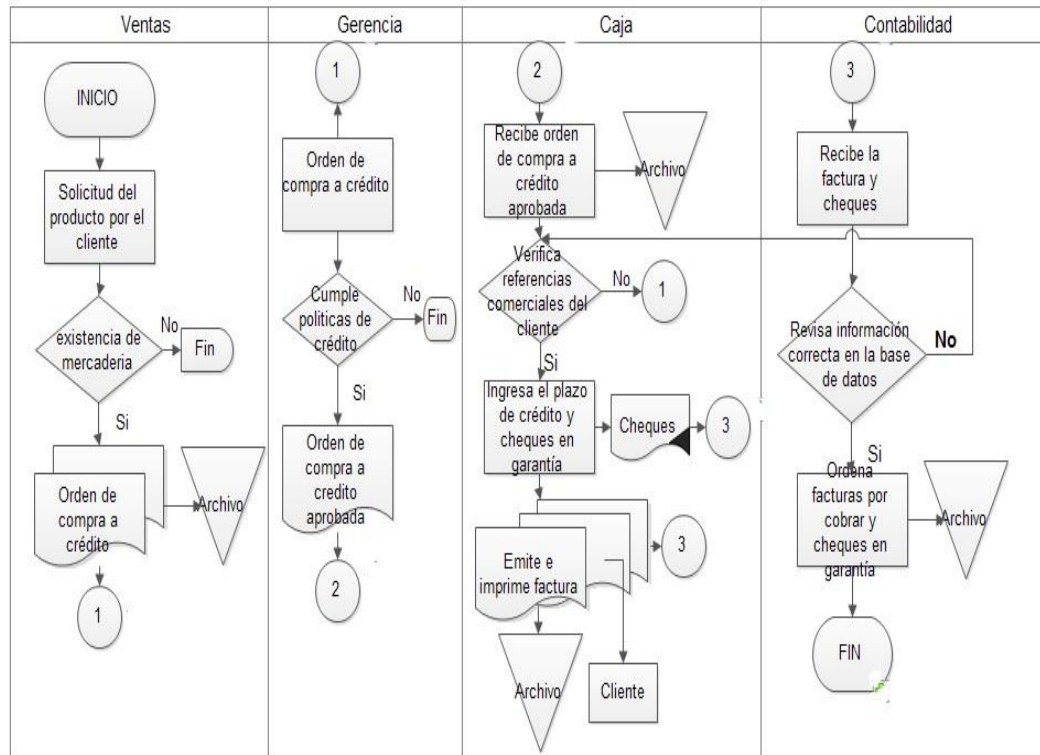 Ventas
Gerencia
Caja
Contabilidad
INICIO
Solicitud del
producto por el
cliente
existencia de
mercaderia
No
Fin
Si
Orden de
compra a
crédito
Archivo
1
1
Orden de
compra a crédito
Cumple
politicas de
crédito
No
Fin
Si
Orden de
compra a
credito
aprobada
2
2
Recibe orden
de compra a
crédito
aprobada
Archivo
Verifica
referencias
comerciales del
cliente
No
1
Si
Ingresa el plazo
de crédito y
cheques en
garantía
Cheques
3
Emite e
imprime factura
3
Archivo
Cliente
3
Recibe la
factura y
cheques
Revisa información
correcta en la base
de datos
No
Si
Ordena
facturas por
cobrar y
cheques en
garantía
Archivo
FIN